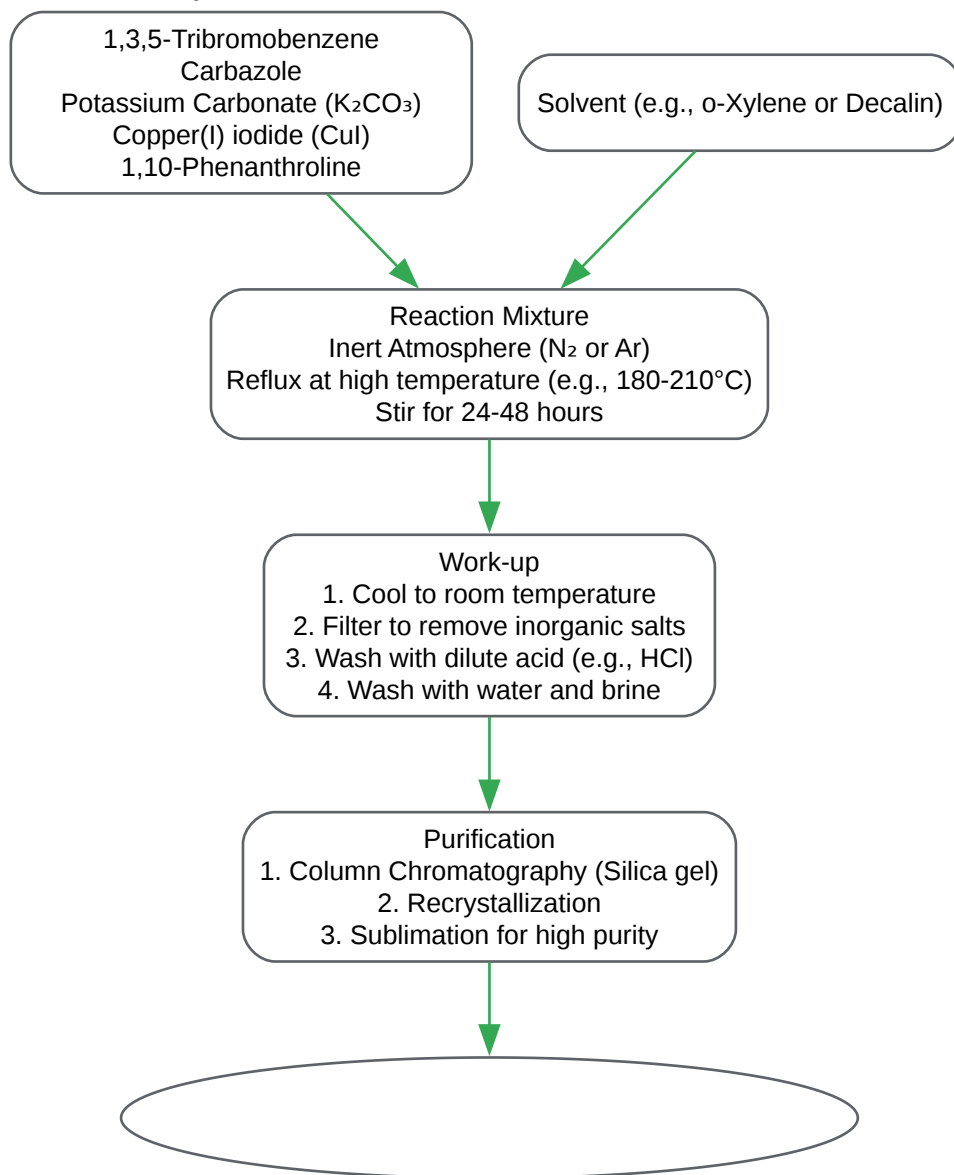 1,3,5-Tribromobenzene
Carbazole
Potassium Carbonate (K₂CO₃)
Copper(I) iodide (CuI)
1,10-Phenanthroline
Solvent (e.g., o-Xylene or Decalin)
Reaction Mixture
Inert Atmosphere (N₂ or Ar)
Reflux at high temperature (e.g., 180-210°C)
Stir for 24-48 hours
Work-up
1. Cool to room temperature
2. Filter to remove inorganic salts
3. Wash with dilute acid (e.g., HCl)
4. Wash with water and brine
Purification
1. Column Chromatography (Silica gel)
2. Recrystallization
3. Sublimation for high purity